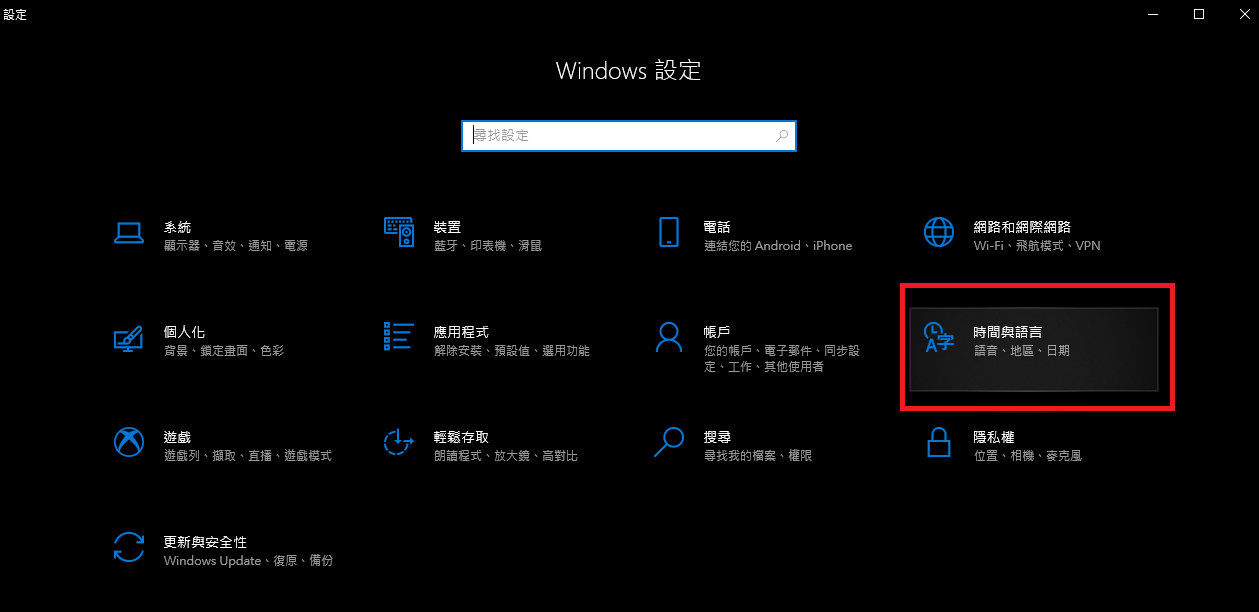 設定
Windows 設定
尋找設定
系統
顯示器、音效、通知、電源
裝置
藍牙、印表機、滑鼠
電話
連結您的 Android、iPhone
網路和網際網路
Wi-Fi、飛航模式、VPN
個人化
背景、鎖定畫面、色彩
應用程式
解除安裝、預設值、選用功能
帳戶
您的帳戶、電子郵件、同步設
定、工作、其他使用者
時間與語言
語音、地區、日期
遊戲
遊戲列、擷取、直播、遊戲模式
輕鬆存取
朗讀程式、放大鏡、高對比
搜尋
尋找我的檔案、權限
隱私權
位置、相機、麥克風
更新與安全性
Windows Update、復原、備份